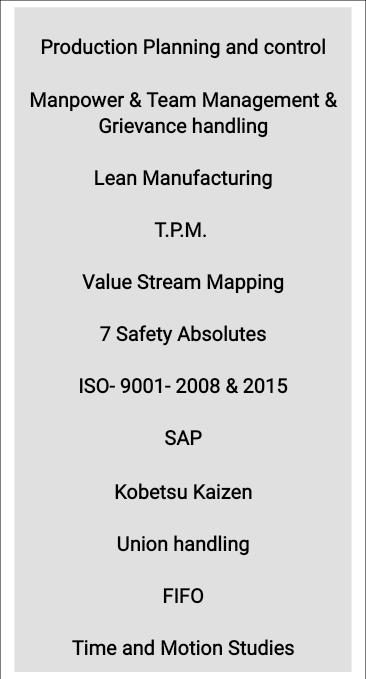 Production Planning and control
Manpower & Team Management &
Grievance handling
Lean Manufacturing
T.P.M.
Value Stream Mapping
7 Safety Absolutes
ISO- 9001- 2008 & 2015
SAP
Kobetsu Kaizen
Union handling
FIFO
Time and Motion Studies